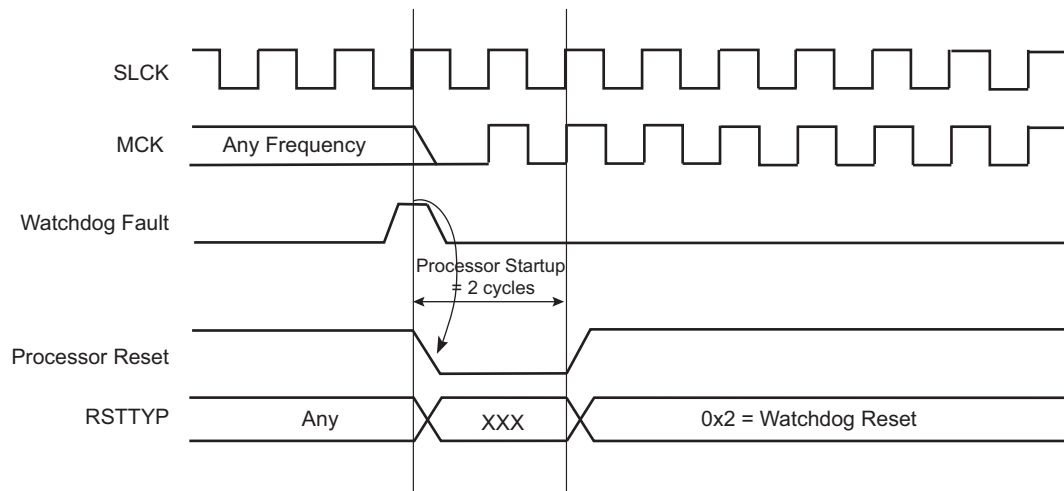 SLCK
MCK
Any Frequency
Watchdog Fault
Processor Startup
= 2 cycles
Processor Reset
RSTTYP
Any
XXX
0x2 = Watchdog Reset